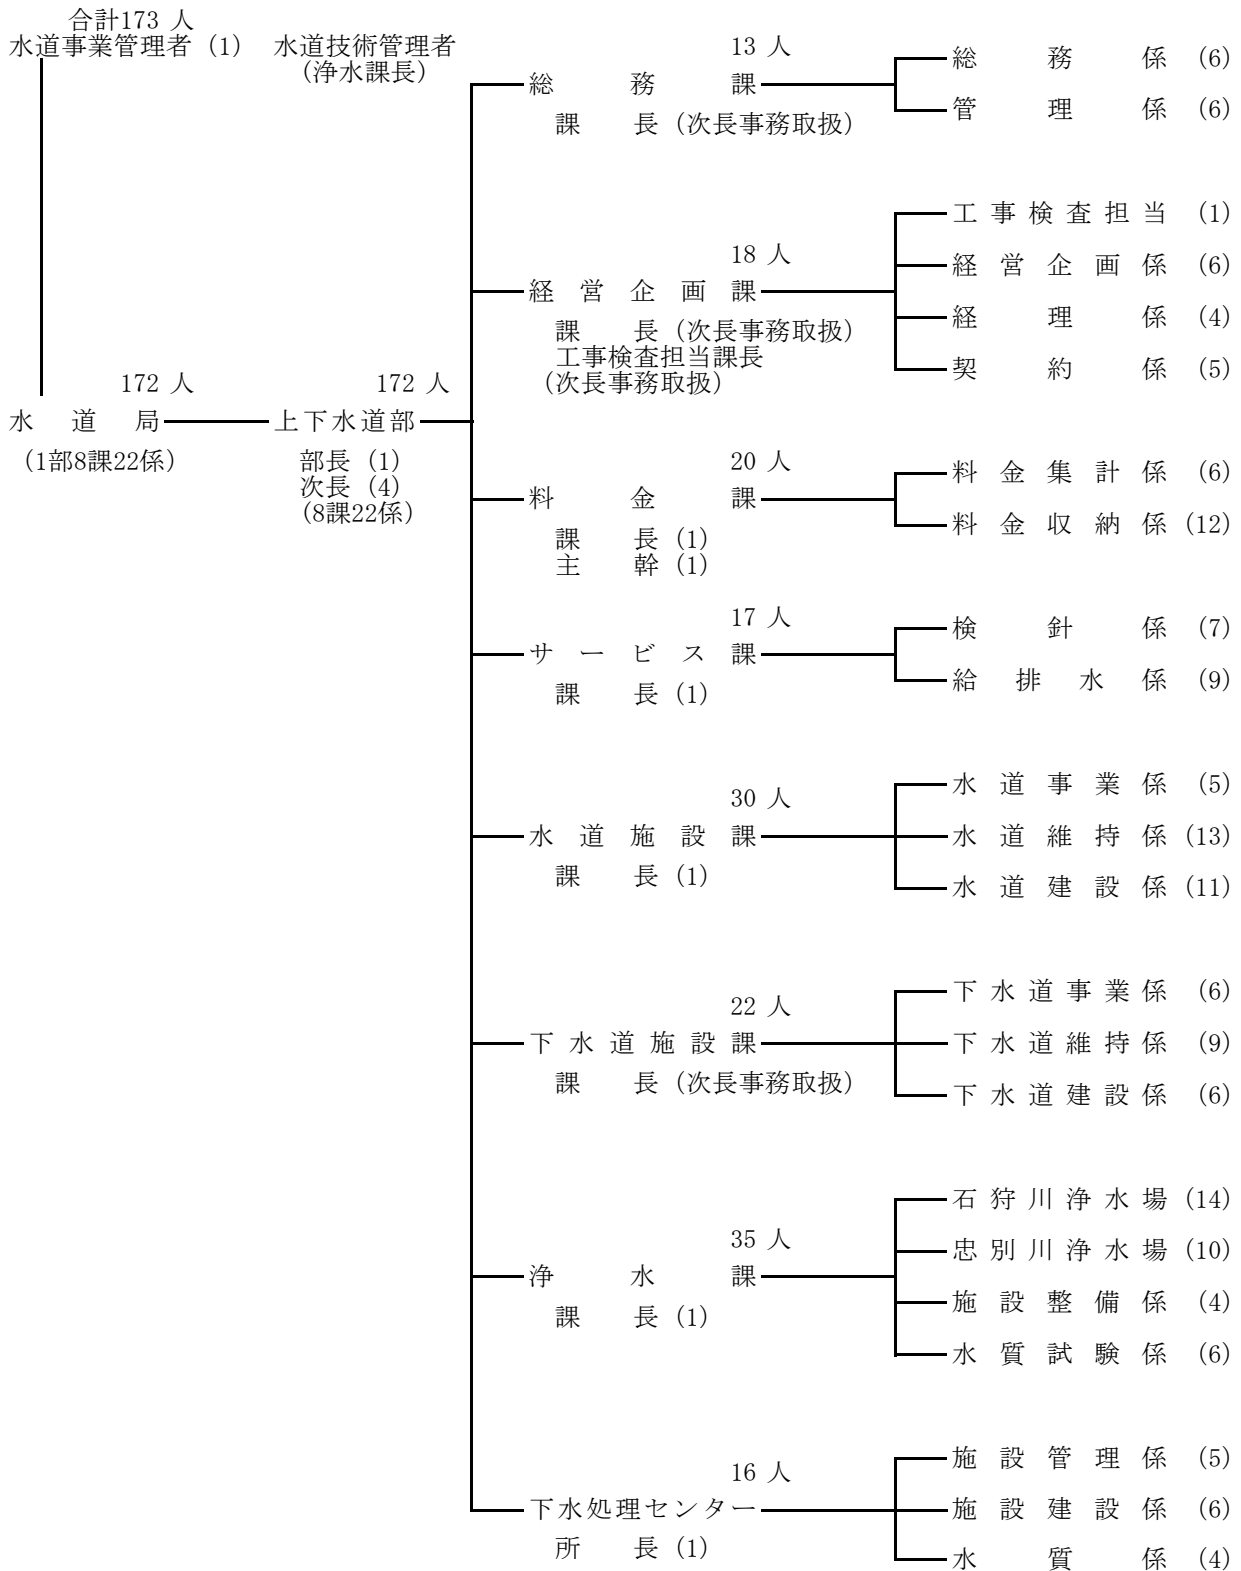 合計173 人
水道事業管理者 (1)
水道技術管理者
(浄水課長)
水道局
172 人
(1部8課22係)
上下水道部
172 人
部長 (1)
次長 (4)
(8課22係)
13 人
総務課
課長 (次長事務取扱)
総務係 (6)
管理係 (6)
18 人
経営企画課
課長 (次長事務取扱)
工事検査担当課長
(次長事務取扱)
工事検査担当 (1)
経営企画係 (6)
経理係 (4)
契約係 (5)
20 人
料金課
課長 (1)
主幹 (1)
料金集計係 (6)
料金収納係 (12)
17 人
サービス課
課長 (1)
検針係 (7)
給排水係 (9)
30 人
水道施設課
課長 (1)
水道事業係 (5)
水道維持係 (13)
水道建設係 (11)
22 人
下水道施設課
課長 (次長事務取扱)
下水道事業係 (6)
下水道維持係 (9)
下水道建設係 (6)
35 人
浄水課
課長 (1)
石狩川浄水場 (14)
忠別川浄水場 (10)
施設整備係 (4)
水質試験係 (6)
16 人
下水処理センター
所長 (1)
施設管理係 (5)
施設建設係 (6)
水質係 (4)